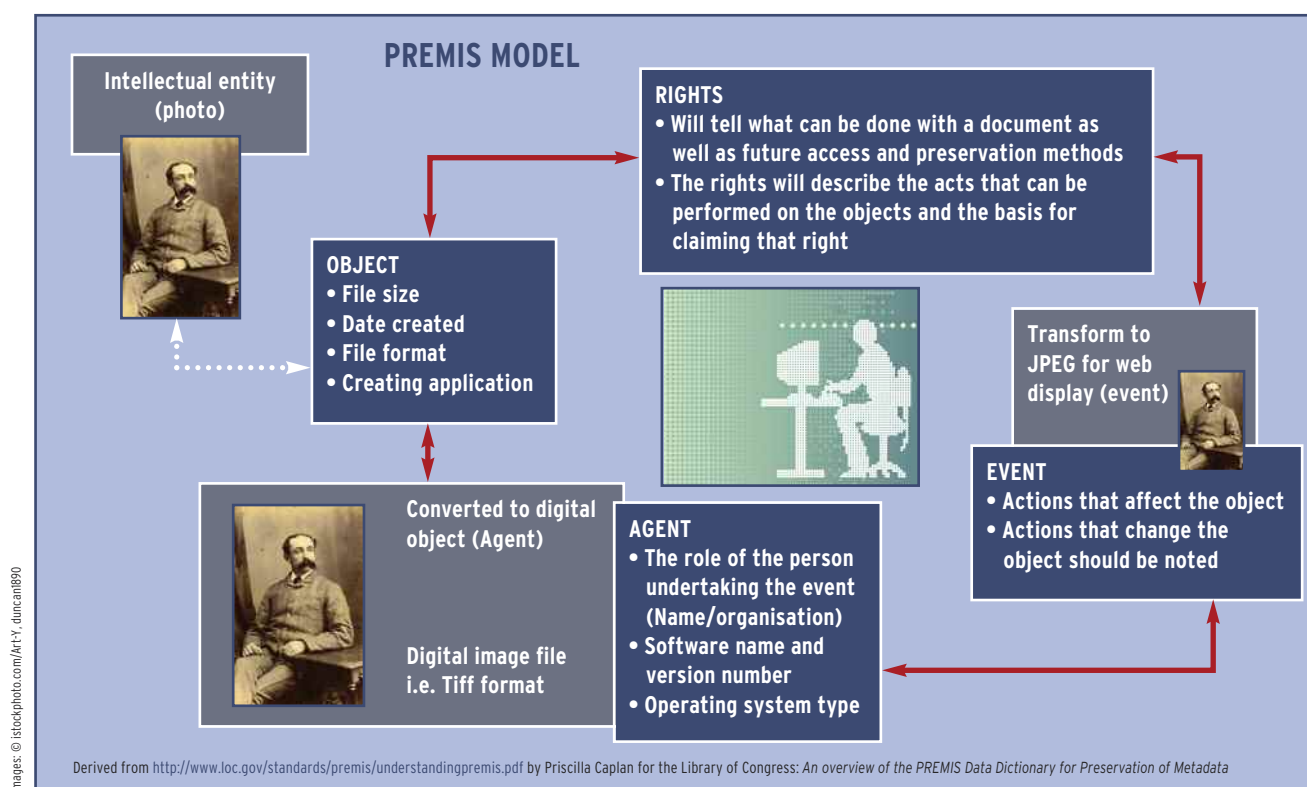 PREMIS MODEL
Intellectual entity
(photo)
RIGHTS
• Will tell what can be done with a document as
well as future access and preservation methods
• The rights will describe the acts that can be
performed on the objects and the basis for
claiming that right
OBJECT
• File size
• Date created
• File format
• Creating application
Transform to
JPEG for web
display (event)
EVENT
• Actions that affect the object
• Actions that change the
object should be noted
Converted to digital
object (Agent)
Digital image file
i.e. Tiff format
AGENT
• The role of the person
undertaking the event
(Name/organisation)
• Software name and
version number
• Operating system type
Derived from http://www.loc.gov/standards/premis/understandingpremis.pdf by Priscilla Caplan for the Library of Congress: An overview of the PREMIS Data Dictionary for Preservation of Metadata
mages: © istockphoto.com/Art-Y, duncan1890